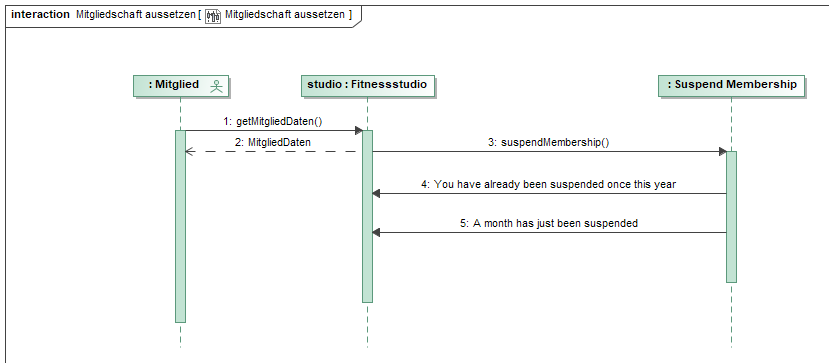 interaction Mitgliedschaft aussetzen [ Mitgliedschaft aussetzen ]
: Mitglied
studio : Fitnessstudio
: Suspend Membership
1: getMitgliedDaten()
2: MitgliedDaten
3: suspendMembership()
4: You have already been suspended once this year
5: A month has just been suspended